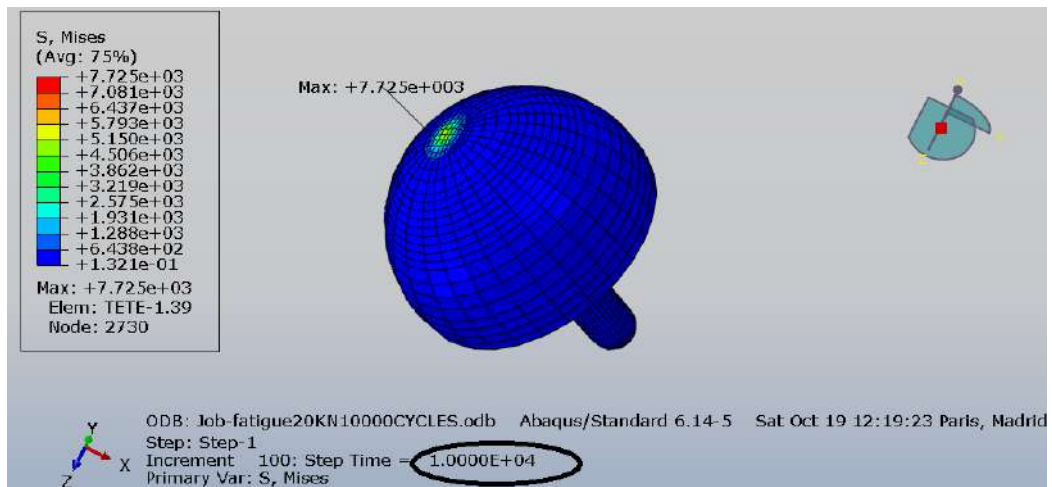 S, Mises
(Avg: 75%)
+7.725e+03
+7.081e+03
+6.437e+03
+5.793e+03
+5.150e+03
+4.506e+03
+3.862e+03
+3.219e+03
+2.575e+03
+1.931e+03
+1.288e+03
+6.438e+02
+1.321e-01
Max: +7.725e+03
Elem: TETE-1.39
Node: 2730
Max: +7.725e+003
ODB: Job-fatigue20KN10000CYCLES.odb Abaqus/Standard 6.14-5 Sat Oct 19 12:19:23 Paris, Madrid
Step: Step-1
Increment 100: Step Time = 1.0000E+04
Primary Var: S, Mises
Y
X
Z